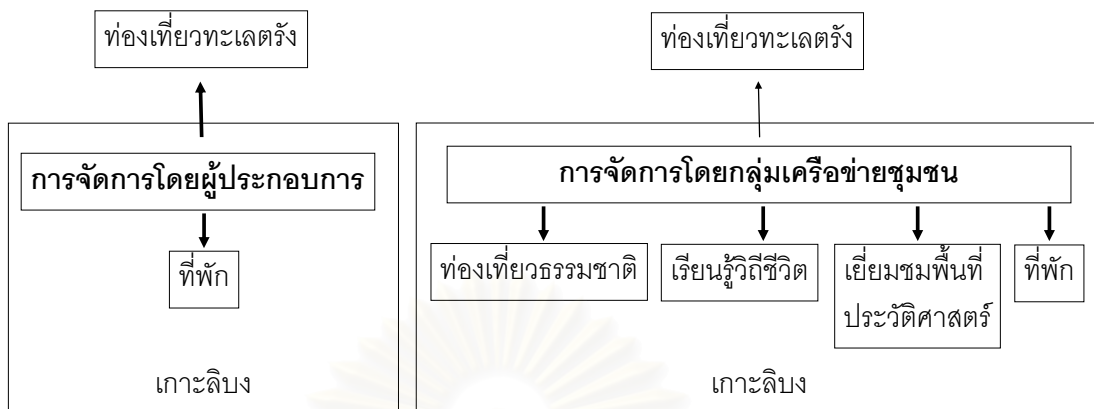 ท่องเที่ยวทะเลตรัง
การจัดการโดยผู้ประกอบการ
ที่พัก
เกาะลิบง
ท่องเที่ยวทะเลตรัง
การจัดการโดยกลุ่มเครือข่ายชุมชน
ท่องเที่ยวธรรมชาติ
เรียนรู้วิถีชีวิต
เยี่ยมชมพื้นที่
ประวัติศาสตร์
ที่พัก
เกาะลิบง